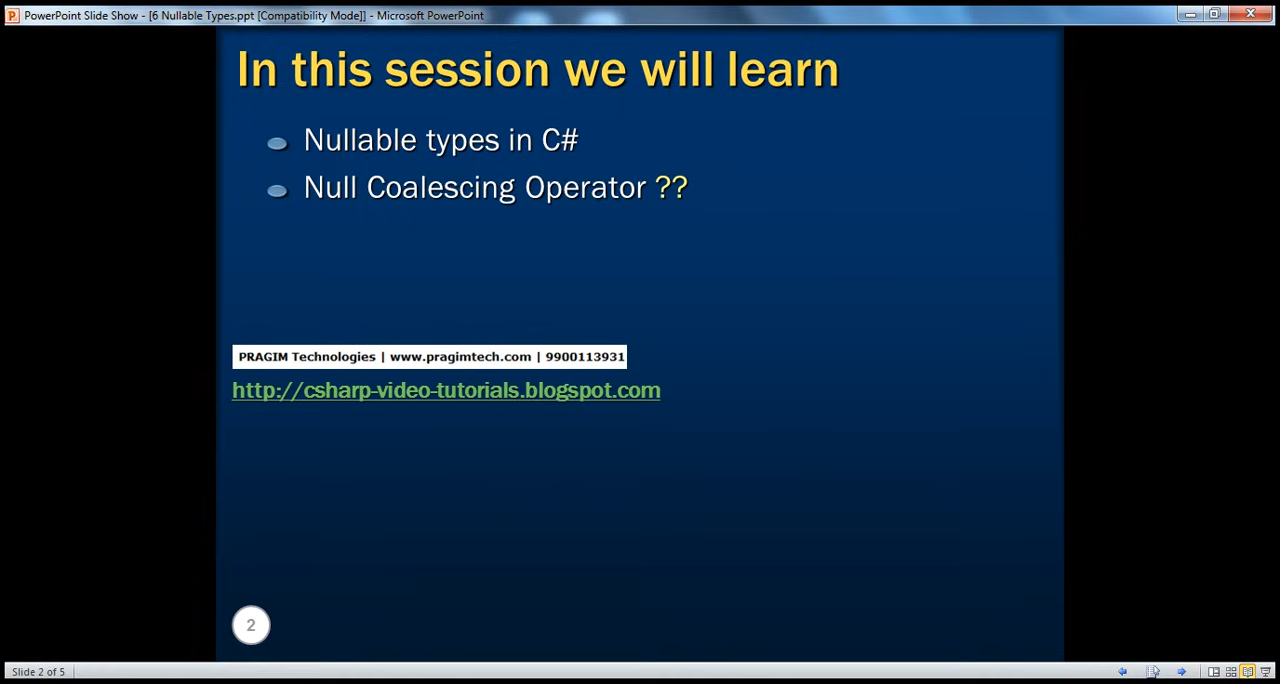 PowerPoint Slide Show - [6 Nullable Types.ppt [Compatibility Mode]] - Microsoft PowerPoint
In this session we will learn
Nullable types in C#
Null Coalescing Operator ??
PRAGIM Technologies | www.pragimtech.com | 9900113931
http://csharp-video-tutorials.blogspot.com
2
Slide 2 of 5